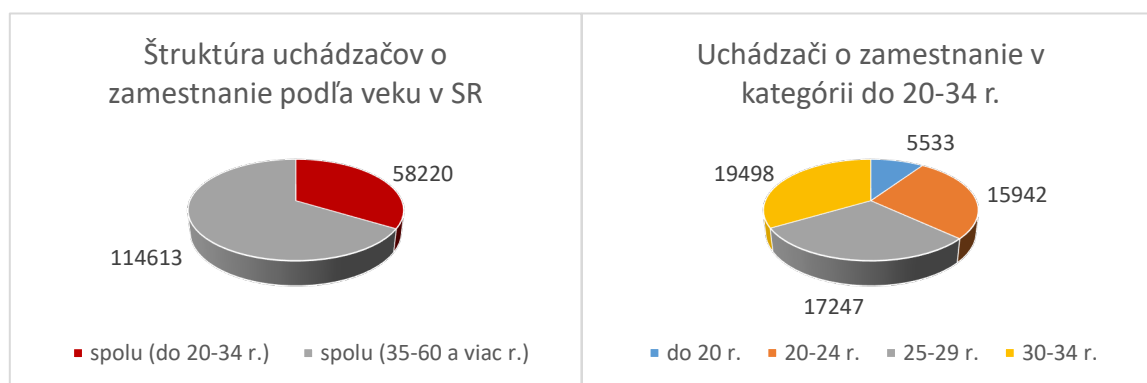 Štruktúra uchádzačov o
zamestnanie podľa veku v SR
58220
114613
spolu (do 20-34 r.)
spolu (35-60 a viac r.)
Uchádzači o zamestnanie v
kategórii do 20-34 r.
5533
19498
15942
17247
do 20 r.
20-24 r.
25-29 r.
30-34 r.